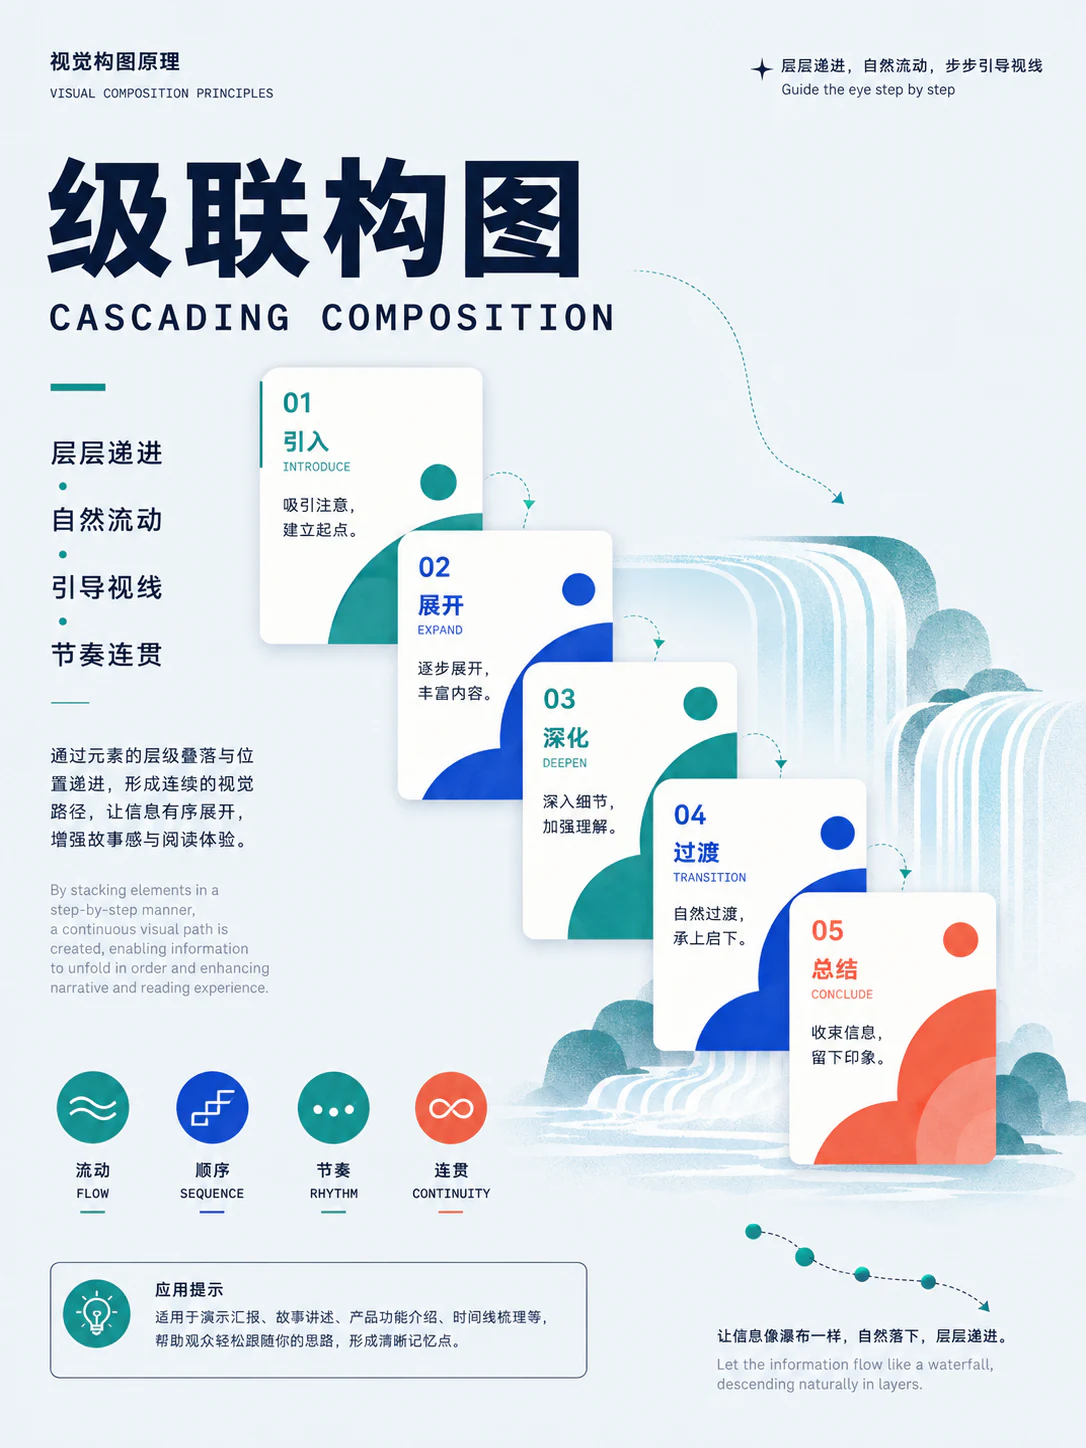 视觉构图原理
VISUAL COMPOSITION PRINCIPLES
层层递进，自然流动，步步引导视线
Guide the eye step by step
级联构图
CASCADING COMPOSITION
层层递进
自然流动
引导视线
节奏连贯
通过元素的层级叠落与位
置递进，形成连续的视觉
路径，让信息有序展开，
增强故事感与阅读体验。
By stacking elements in a
step-by-step manner,
a continuous visual path is
created, enabling information
to unfold in order and enhancing
narrative and reading experience.
01
引入
INTRODUCE
吸引注意，
建立起点。
02
展开
EXPAND
逐步展开，
丰富内容。
03
深化
DEEPEN
深入细节，
加强理解。
04
过渡
TRANSITION
自然过渡，
承上启下。
05
总结
CONCLUDE
收束信息，
留下印象。
流动
FLOW
顺序
SEQUENCE
节奏
RHYTHM
连贯
CONTINUITY
应用提示
适用于演示汇报、故事讲述、产品功能介绍、时间线梳理等，
帮助观众轻松跟随你的思路，形成清晰记忆点。
让信息像瀑布一样，自然落下，层层递进。
Let the information flow like a waterfall,
descending naturally in layers.